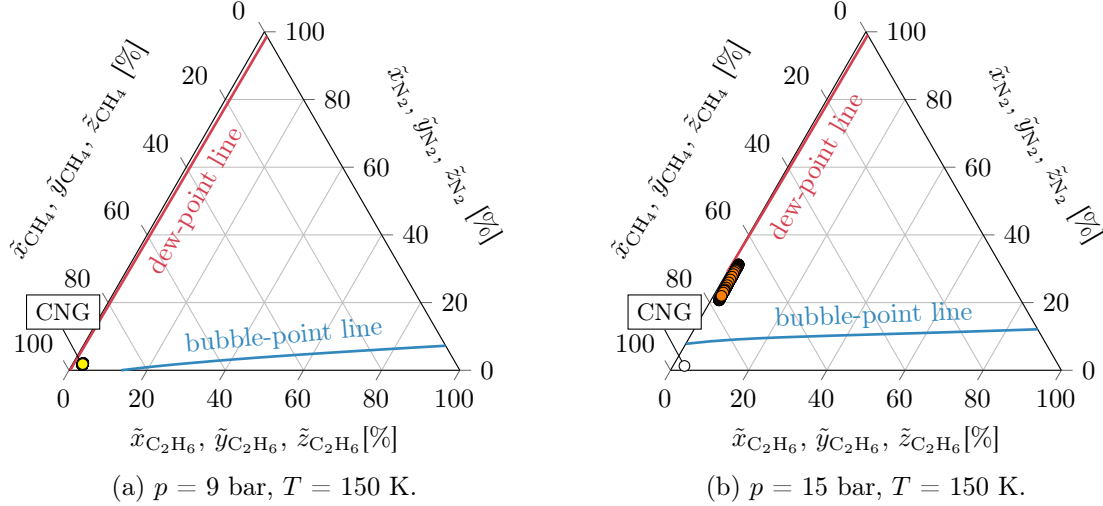 0
20
40
60
80
100
x̃CH₄, ỹCH₄, z̃CH₄ [%]
100
80
60
40
20
0
x̃N₂, ỹN₂, z̃N₂ [%]
dew-point line
bubble-point line
CNG
0 20 40 60 80 100
x̃C₂H₆, ỹC₂H₆, z̃C₂H₆[%]
(a) p = 9 bar, T = 150 K.
0
20
40
60
80
100
x̃CH₄, ỹCH₄, z̃CH₄ [%]
100
80
60
40
20
0
x̃N₂, ỹN₂, z̃N₂ [%]
dew-point line
bubble-point line
CNG
0 20 40 60 80 100
x̃C₂H₆, ỹC₂H₆, z̃C₂H₆[%]
(b) p = 15 bar, T = 150 K.